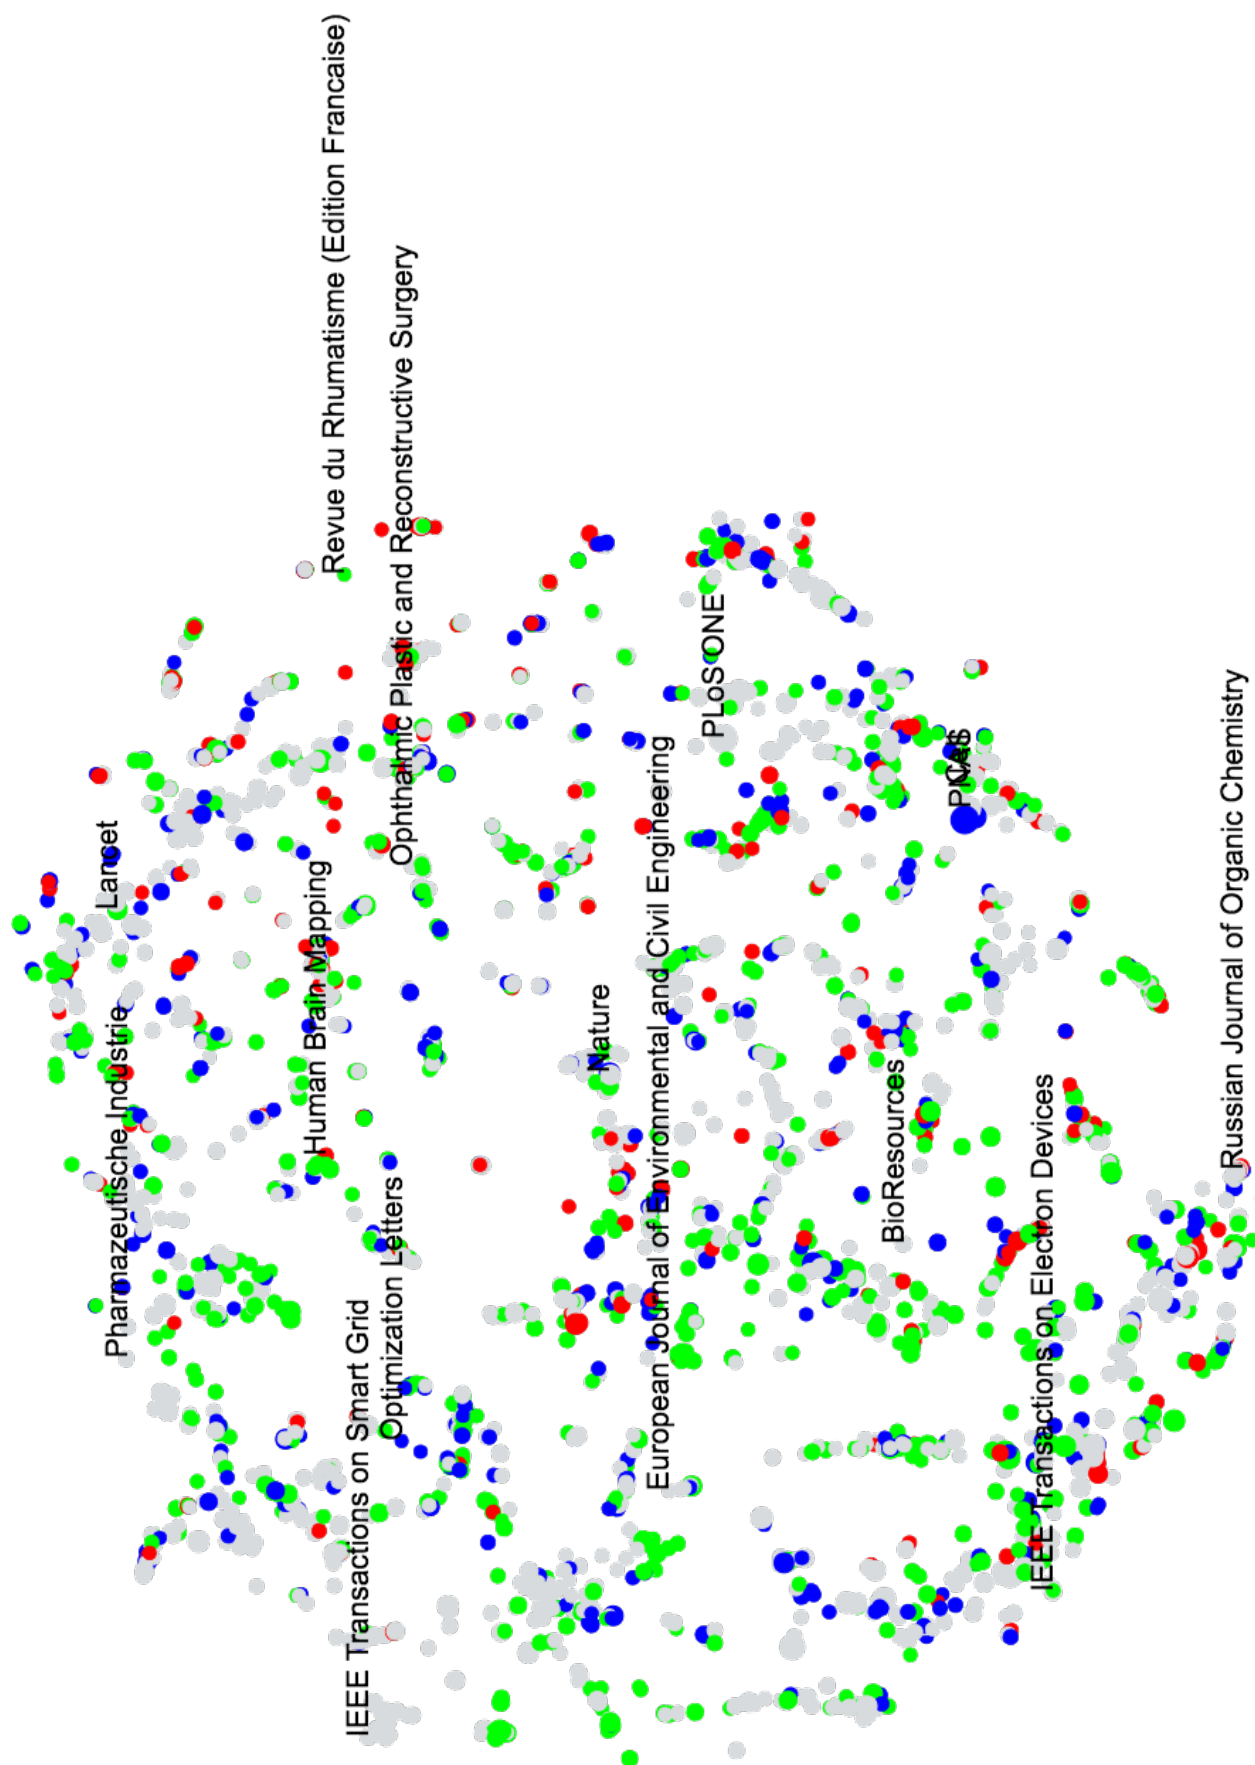 Lancet
Pharmazeutische Industrie
Revue du Rhumatisme (Edition Francaise)
Human Brain Mapping
Ophthalmic Plastic and Reconstructive Surgery
Optimization Letters
IEEE Transactions on Smart Grid
Nature
European Journal of Environmental and Civil Engineering
PLoS ONE
BioResources
PNAS
Cell
IEEE Transactions on Electron Devices
Russian Journal of Organic Chemistry